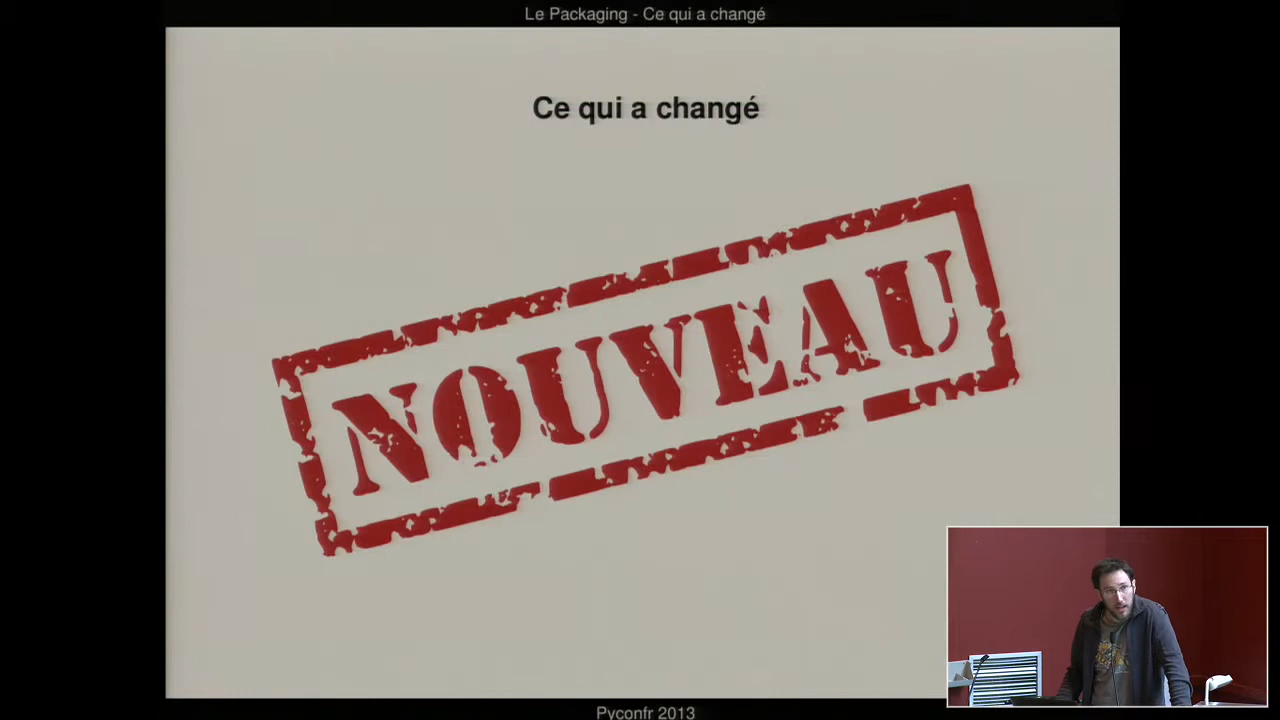 Le Packaging - Ce qui a changé
Ce qui a changé
NOUVEAU
Pyconfr 2013